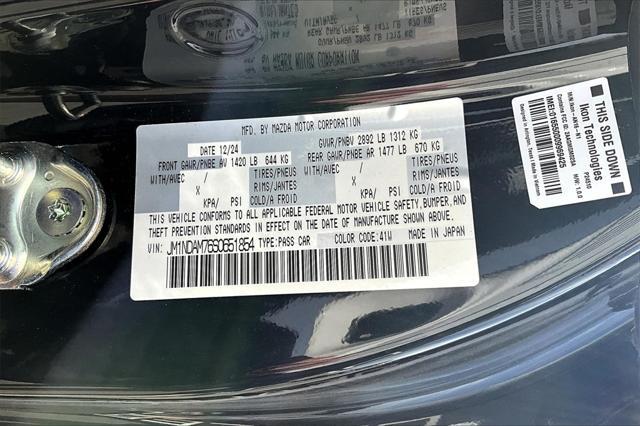 MFD. BY MAZDA MOTOR CORPORATION
DATE 12/24 GVWR/PNBV 2892 LB 1312 KG
FRONT GAWR/PNBE AV 1420 LB 644 KG REAR GAWR/PNBE AR 1477 LB 670 KG
WITH/AVEC TIRES/PNEUS WITH/AVEC TIRES/PNEUS
X RIMS/JANTES X RIMS/JANTES
KPA/ PSI COLD/A FROID KPA/ PSI COLD/A FROID
THIS VEHICLE CONFORMS TO ALL APPLICABLE FEDERAL MOTOR VEHICLE SAFETY, BUMPER, AND
THEFT PREVENTION STANDARDS IN EFFECT ON THE DATE OF MANUFACTURE SHOWN ABOVE.
VIN: JM1NDAM76S0651854 TYPE: PASS CAR COLOR CODE: 41W MADE IN JAPAN
THIS SIDE DOWN
Ikon Technologies